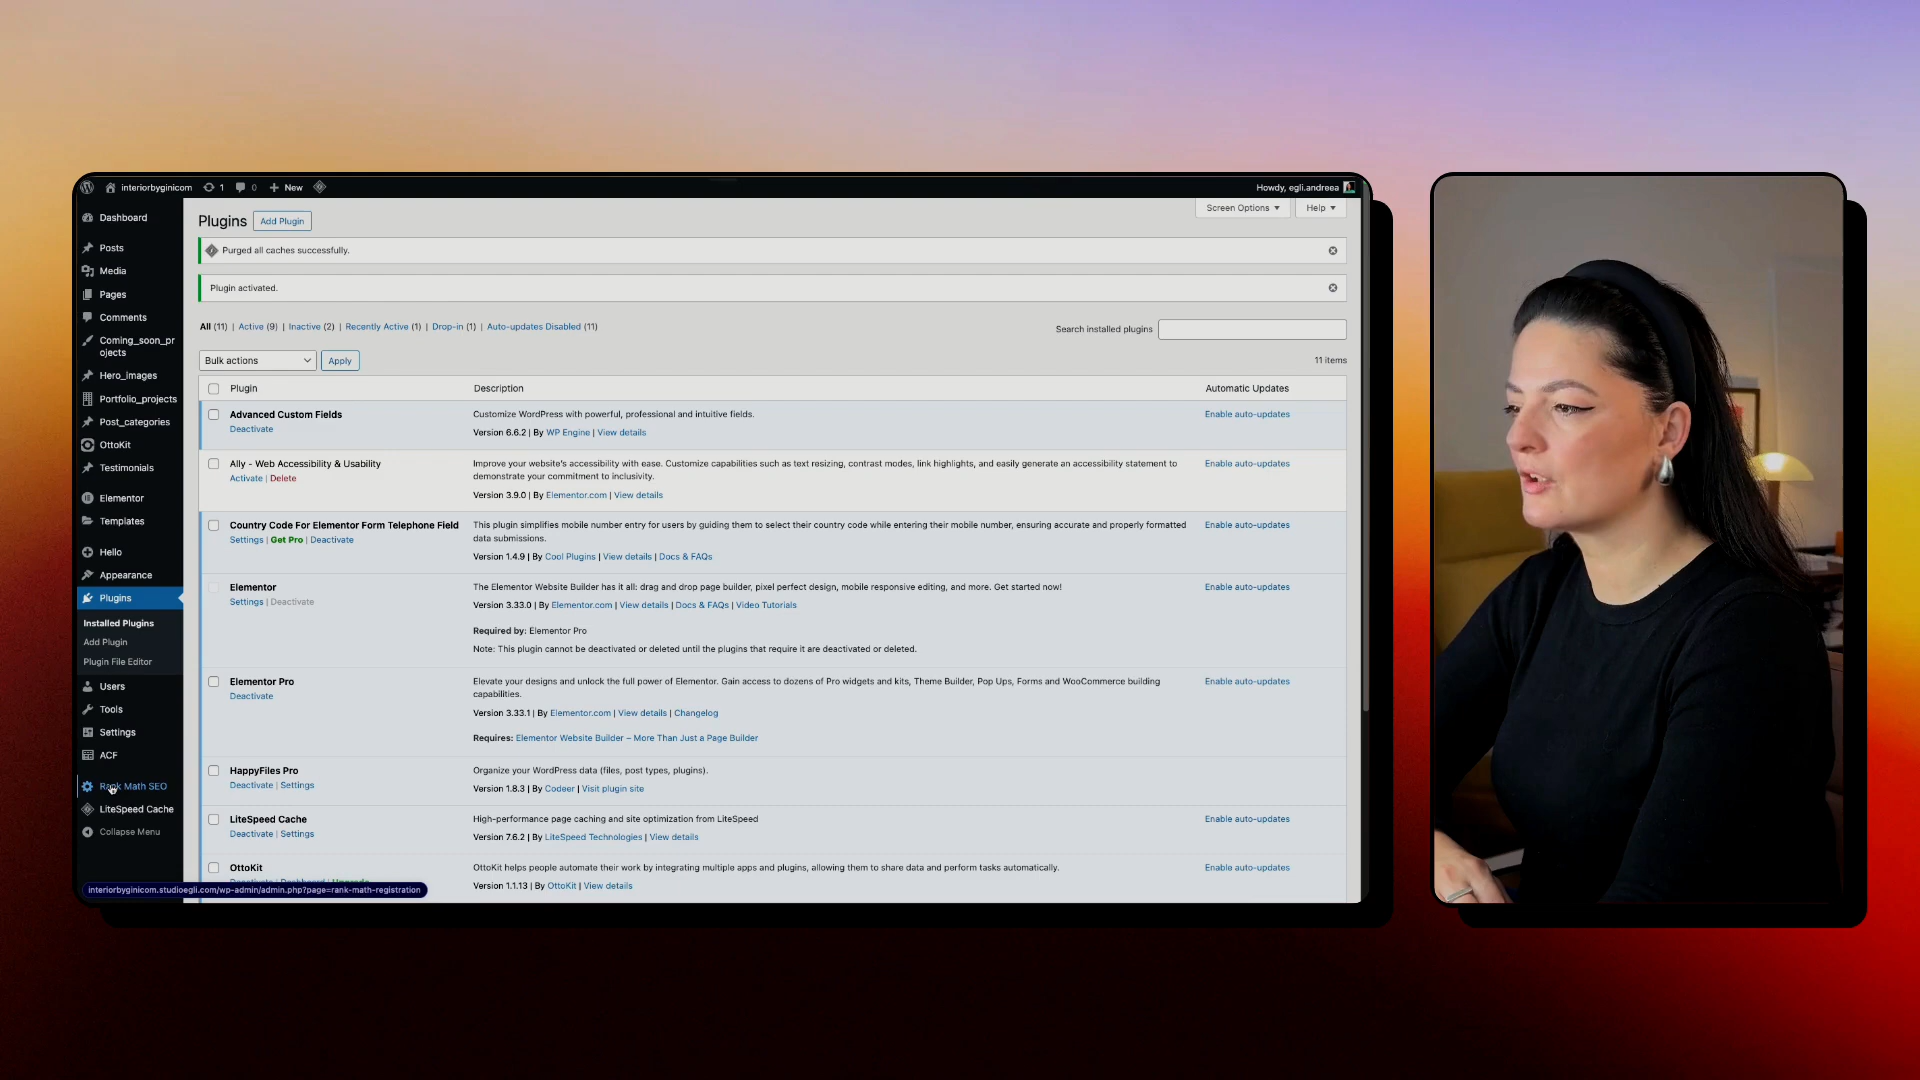 interiorbyginicom 1 0 New Howdy, egli.andreea
Dashboard
Posts
Media
Pages
Comments
Coming_soon_pr
ojects
Hero_images
Portfolio_projects
Post_categories
OttoKit
Testimonials
Elementor
Templates
Hello
Appearance
Plugins
Installed Plugins
Add Plugin
Plugin File Editor
Users
Tools
Settings
ACF
Rank Math SEO
LiteSpeed Cache
Collapse Menu
Screen Options Help
Plugins Add Plugin
Purged all caches successfully.
Plugin activated.
All (11) | Active (9) | Inactive (2) | Recently Active (1) | Drop-in (1) | Auto-updates Disabled (11)
Search installed plugins
Bulk actions Apply
11 items
Plugin Description Automatic Updates
Advanced Custom Fields
Deactivate
Customize WordPress with powerful, professional and intuitive fields.
Version 6.6.2 | By WP Engine | View details
Enable auto-updates
Ally - Web Accessibility & Usability
Activate | Delete
Improve your website's accessibility with ease. Customize capabilities such as text resizing, contrast modes, link highlights, and easily generate an accessibility statement to
demonstrate your commitment to inclusivity.
Version 3.9.0 | By Elementor.com | View details
Enable auto-updates
Country Code For Elementor Form Telephone Field
Settings | Get Pro | Deactivate
This plugin simplifies mobile number entry for users by guiding them to select their country code while entering their mobile number, ensuring accurate and properly formatted
data submissions.
Version 1.4.9 | By Cool Plugins | View details | Docs & FAQs
Enable auto-updates
Elementor
Settings | Deactivate
The Elementor Website Builder has it all: drag and drop page builder, pixel perfect design, mobile responsive editing, and more. Get started now!
Version 3.33.0 | By Elementor.com | View details | Docs & FAQs | Video Tutorials
Required by: Elementor Pro
Note: This plugin cannot be deactivated or deleted until the plugins that require it are deactivated or deleted.
Enable auto-updates
Elementor Pro
Deactivate
Elevate your designs and unlock the full power of Elementor. Gain access to dozens of Pro widgets and kits, Theme Builder, Pop Ups, Forms and WooCommerce building
capabilities.
Version 3.33.1 | By Elementor.com | View details | Changelog
Requires: Elementor Website Builder – More Than Just a Page Builder
Enable auto-updates
HappyFiles Pro
Deactivate | Settings
Organize your WordPress data (files, post types, plugins).
Version 1.8.3 | By Codeer | Visit plugin site
LiteSpeed Cache
Deactivate | Settings
High-performance page caching and site optimization from LiteSpeed
Version 7.6.2 | By LiteSpeed Technologies | View details
Enable auto-updates
OttoKit
OttoKit helps people automate their work by integrating multiple apps and plugins, allowing them to share data and perform tasks automatically.
Version 1.1.13 | By OttoKit | View details
Enable auto-updates
interiorbyginicom.studioegli.com/wp-admin/admin.php?page=rank-math-registration